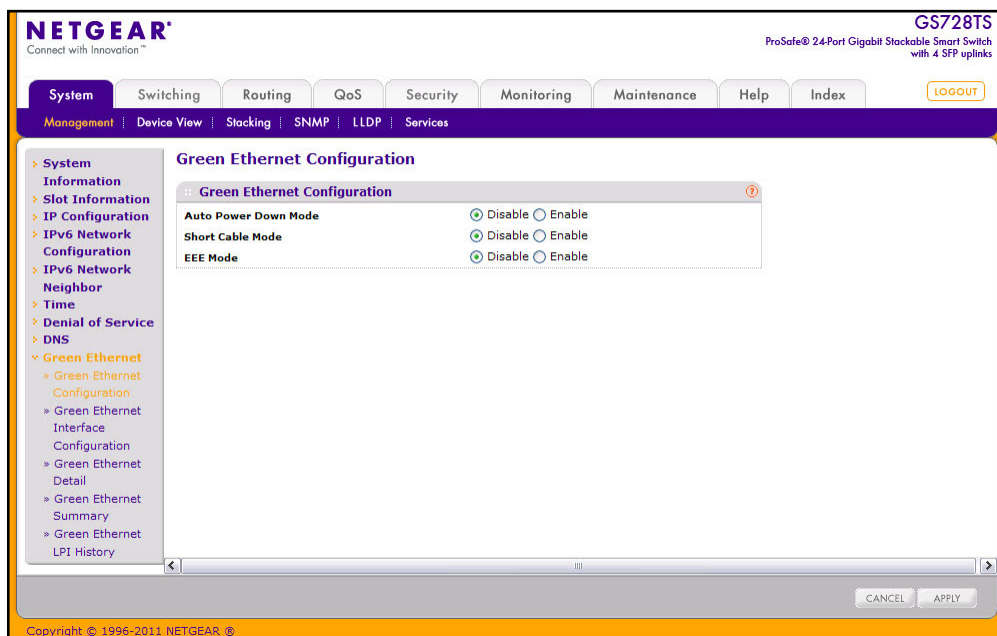 NETGEAR®
Connect with Innovation™
GS728TS
ProSafe® 24-Port Gigabit Stackable Smart Switch
with 4 SFP uplinks
System Switching Routing QoS Security Monitoring Maintenance Help Index LOGOUT
Management Device View Stacking SNMP LLDP Services
System
Information
Slot Information
IP Configuration
IPv6 Network
Configuration
IPv6 Network
Neighbor
Time
Denial of Service
DNS
Green Ethernet
» Green Ethernet
Configuration
» Green Ethernet
Interface
Configuration
» Green Ethernet
Detail
» Green Ethernet
Summary
» Green Ethernet
LPI History
Green Ethernet Configuration
Green Ethernet Configuration ?
Auto Power Down Mode Disable Enable
Short Cable Mode Disable Enable
EEE Mode Disable Enable
CANCEL APPLY
Copyright © 1996-2011 NETGEAR ®